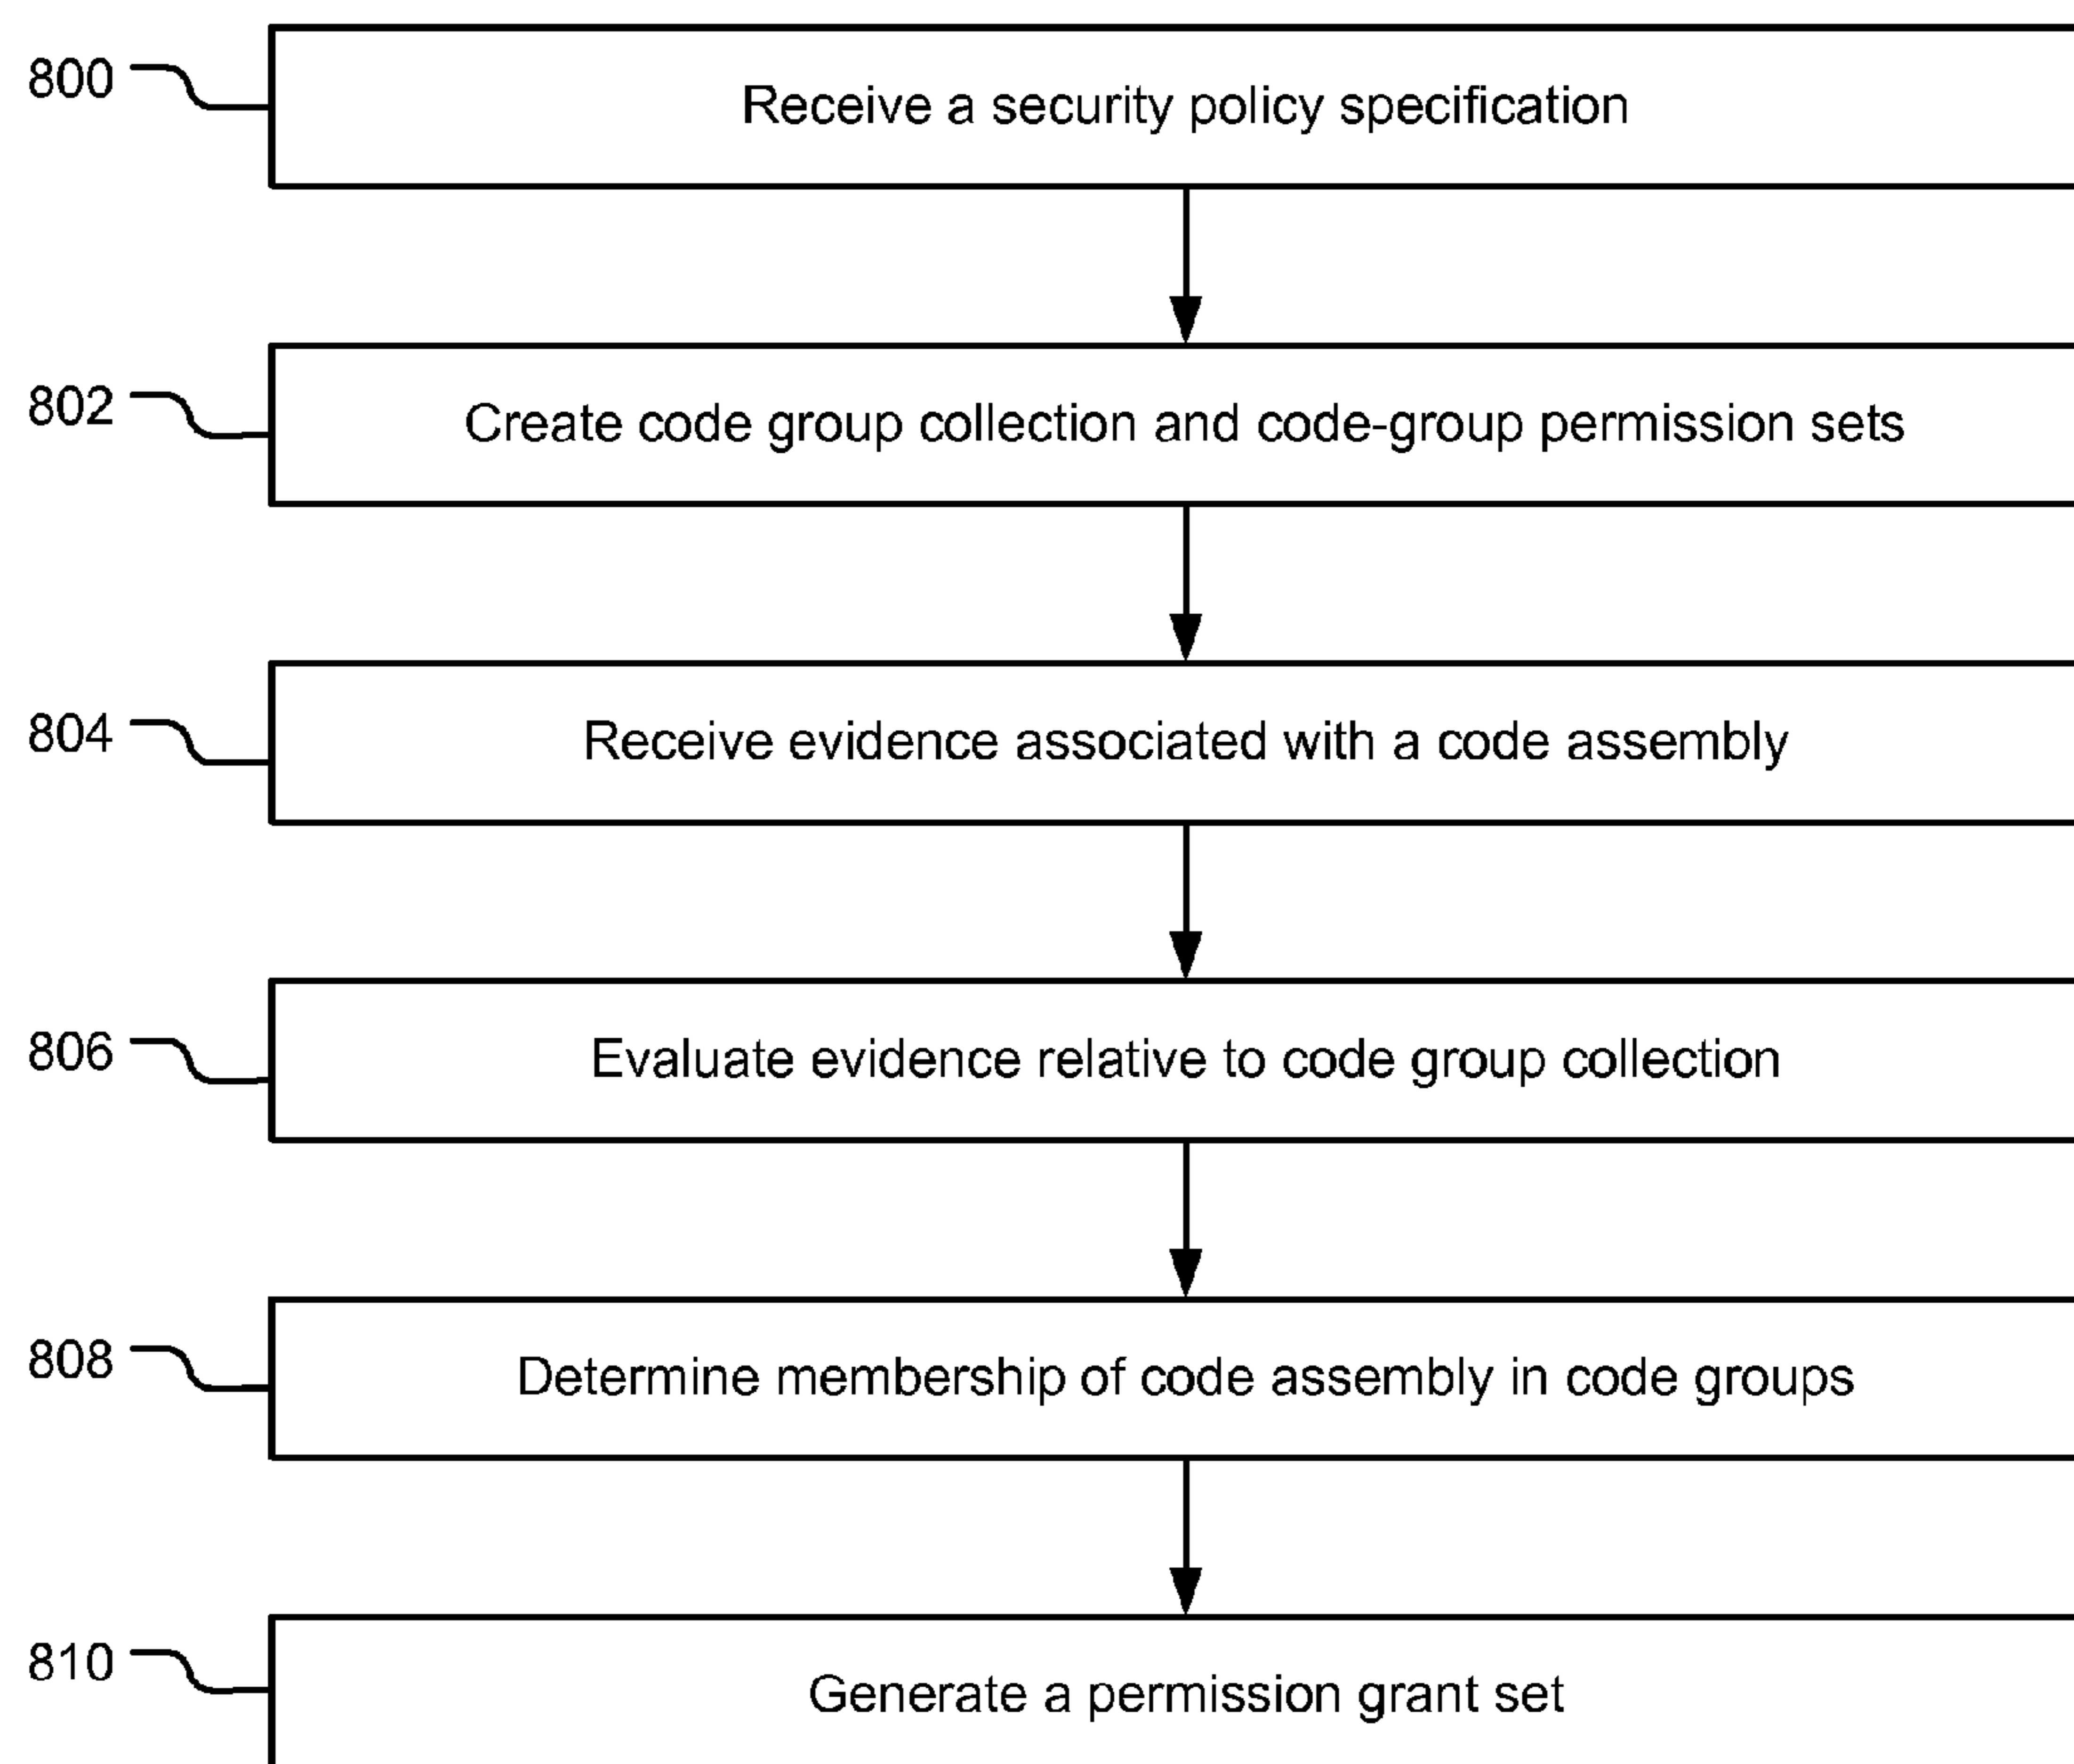 800
Receive a security policy specification
802
Create code group collection and code-group permission sets
804
Receive evidence associated with a code assembly
806
Evaluate evidence relative to code group collection
808
Determine membership of code assembly in code groups
810
Generate a permission grant set